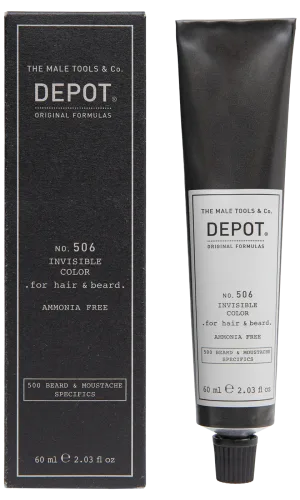 THE MALE TOOLS & Co.
DEPOT®
ORIGINAL FORMULAS
NO. 506
INVISIBLE
COLOR
.for hair & beard.
AMMONIA FREE
500 BEARD & MOUSTACHE
SPECIFICS
60 ml ℮ 2.03 fl oz
THE MALE TOOLS & Co.
DEPOT®
ORIGINAL FORMULAS
NO. 506
INVISIBLE
COLOR
.for hair & beard.
AMMONIA FREE
500 BEARD & MOUSTACHE
SPECIFICS
60 ml ℮ 2.03 fl oz